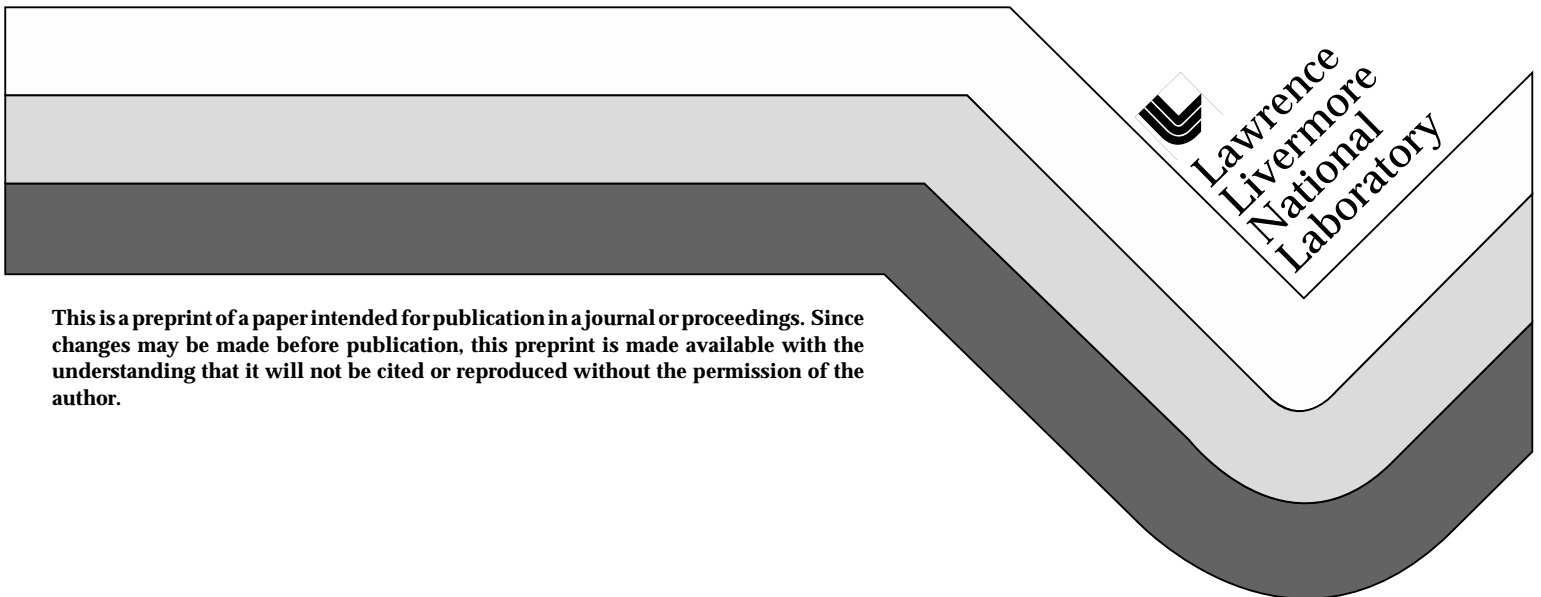 Lawrence
Livermore
National
Laboratory
This is a preprint of a paper intended for publication in a journal or proceedings. Since
changes may be made before publication, this preprint is made available with the
understanding that it will not be cited or reproduced without the permission of the
author.